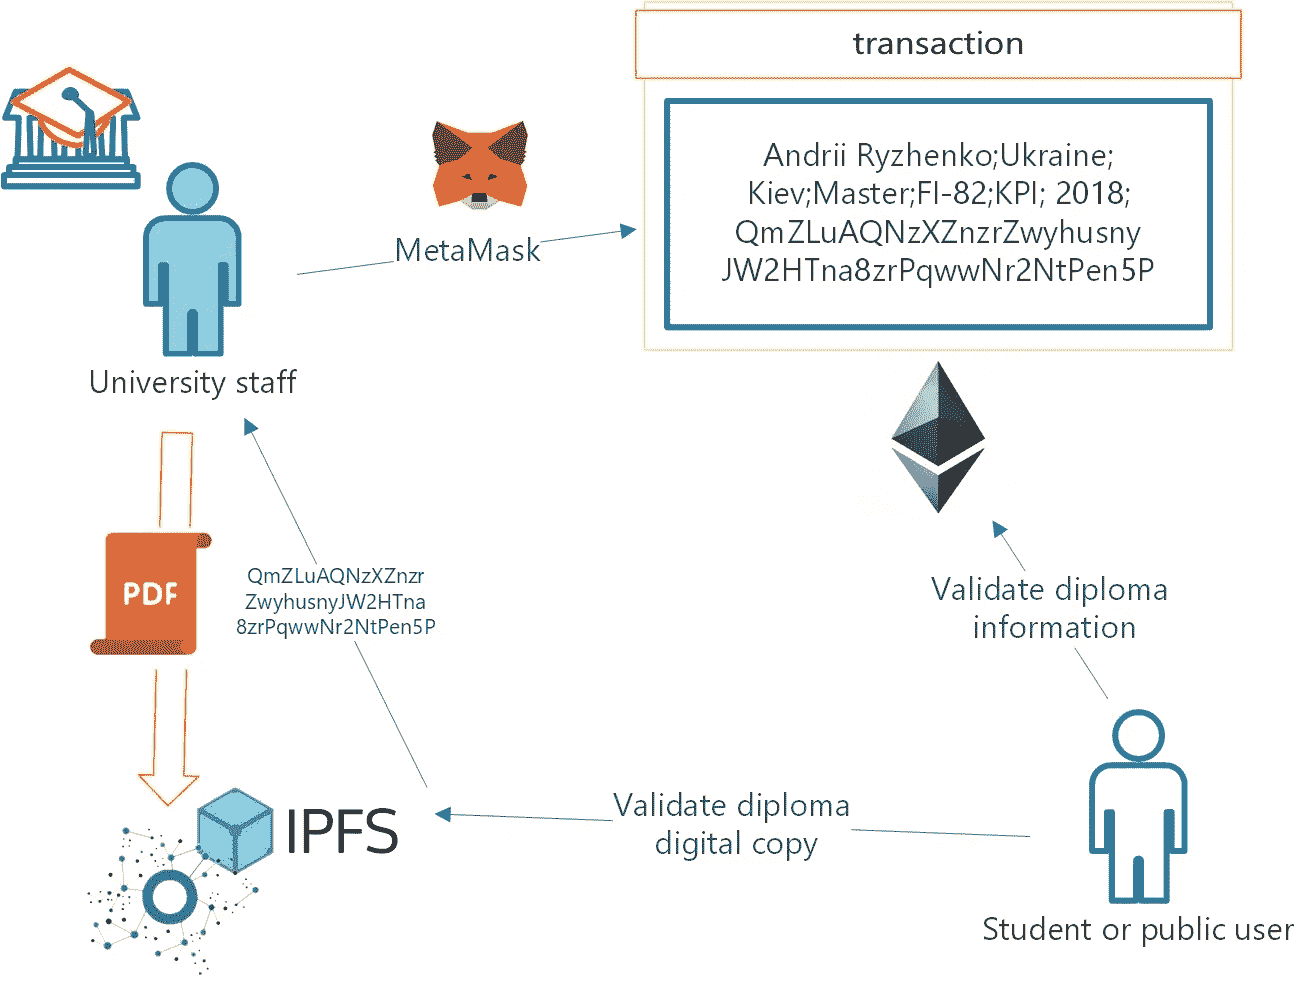 transaction
Andrii Ryzhenko;Ukraine;
Kiev;Master;FI-82;KPI; 2018;
QmZLuAQNzXZnzrZwyhusny
JW2HTna8zrPqwwNr2NtPen5P
MetaMask
University staff
PDF
QmZLuAQNzXZnzr
ZwyhusnyJW2HTna
8zrPqwwNr2NtPen5P
Validate diploma
information
IPFS
Validate diploma
digital copy
Student or public user